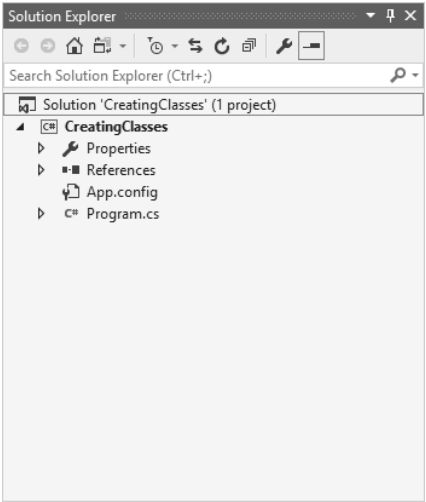 Solution Explorer
Search Solution Explorer (Ctrl+;)
Solution 'CreatingClasses' (1 project)
C# CreatingClasses
Properties
References
App.config
C# Program.cs